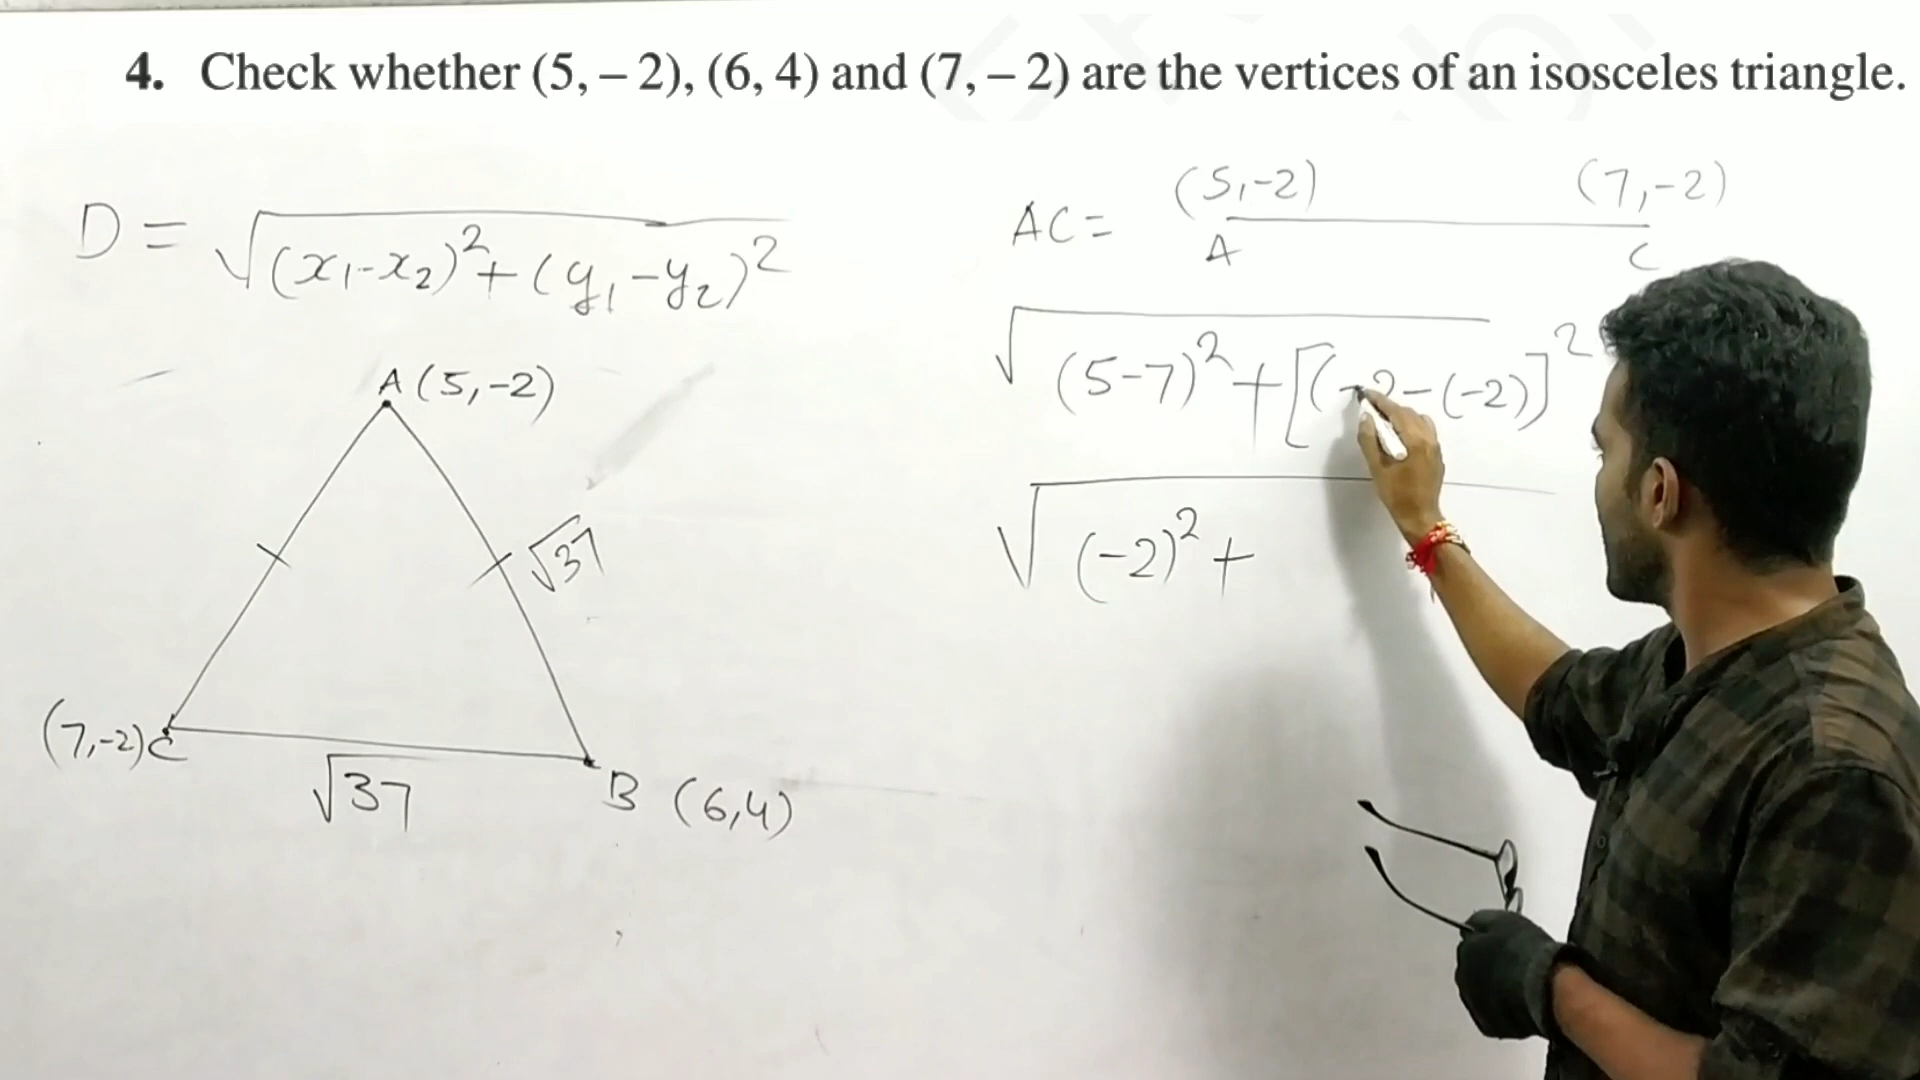 4. Check whether (5, – 2), (6, 4) and (7, – 2) are the vertices of an isosceles triangle.
D = √(x₁-x₂)²+(y₁-y₂)²
A (5,-2)
√37
(7,-2) C
√37
B (6,4)
(5,-2) (7,-2)
AC=
A C
√(5-7)²+[(-2-(-2)]²
√(-2)²+